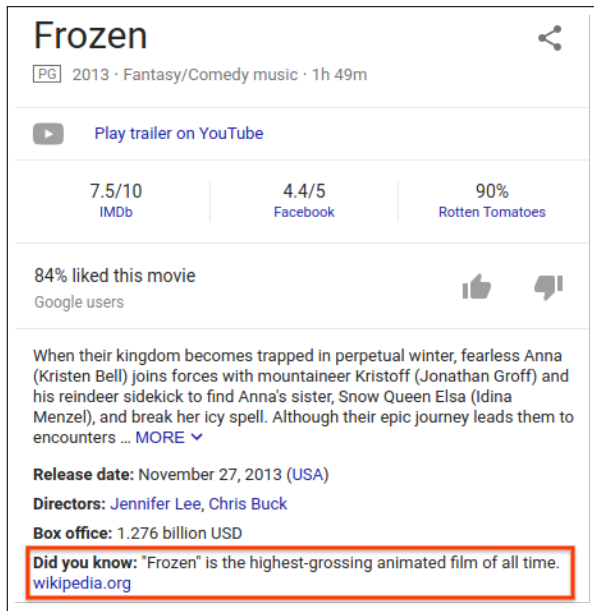 Frozen
PG 2013 · Fantasy/Comedy music · 1h 49m
Play trailer on YouTube
7.5/10 4.4/5 90%
IMDb Facebook Rotten Tomatoes
84% liked this movie
Google users
When their kingdom becomes trapped in perpetual winter, fearless Anna
(Kristen Bell) joins forces with mountaineer Kristoff (Jonathan Groff) and
his reindeer sidekick to find Anna's sister, Snow Queen Elsa (Idina
Menzel), and break her icy spell. Although their epic journey leads them to
encounters ... MORE
Release date: November 27, 2013 (USA)
Directors: Jennifer Lee, Chris Buck
Box office: 1.276 billion USD
Did you know: "Frozen" is the highest-grossing animated film of all time.
wikipedia.org